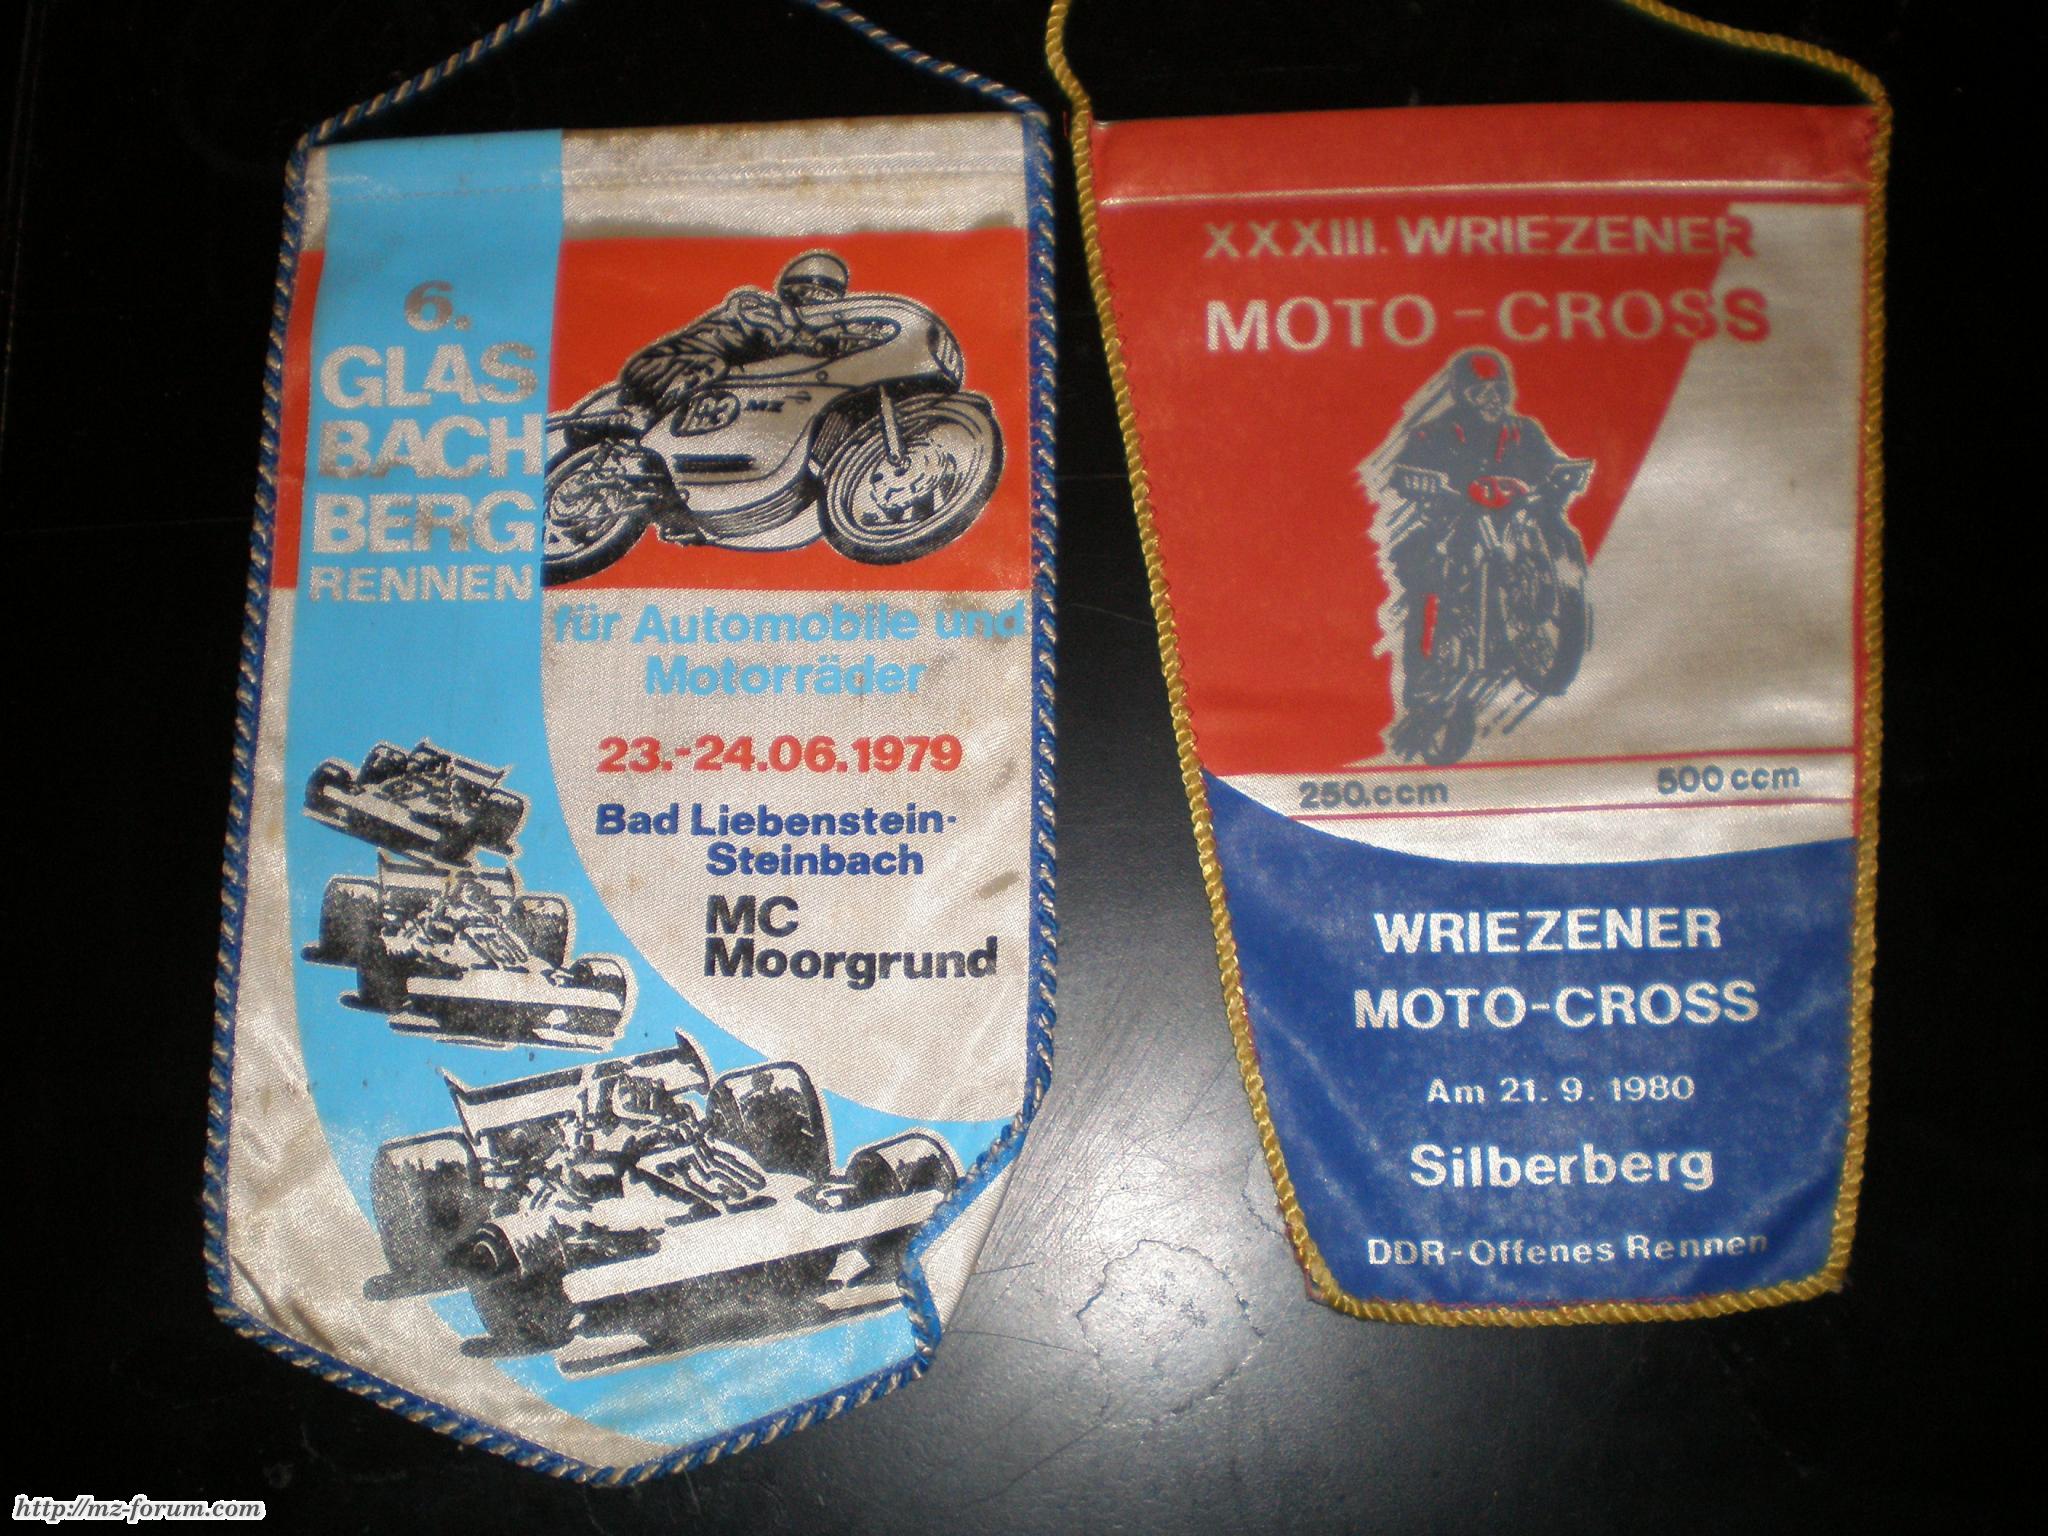 6.
GLAS
BACH
BERG
RENNEN
MZ
für Automobile und
Motorräder
23.-24.06.1979
Bad Liebenstein-
Steinbach
MC
Moorgrund
XXXIII. WRIEZENER
MOTO-CROSS
250.ccm 500 ccm
WRIEZENER
MOTO-CROSS
Am 21. 9. 1980
Silberberg
DDR-Offenes Rennen
http://mz-forum.com